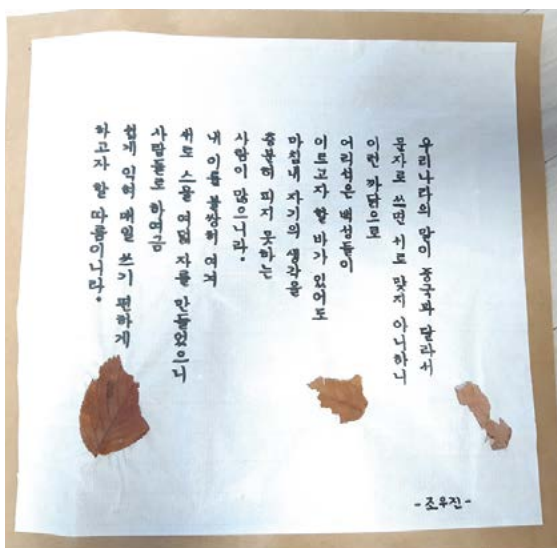 우리나라의 말이 중국과 달라서
문자로 쓰면 서로 맞지 아니하니
이런 까닭으로
어리석은 백성들이
이르고자 할 바가 있어도
마침내 자기의 생각을
충분히 피지 못하는
사람이 많으니라.
내 이를 불쌍히 여겨
새로 스물 여덟 자를 만들었으니
사람들로 하여금
쉽게 익혀 매일 쓰기 편하게
하고자 할 따름이니라.
-조우진-